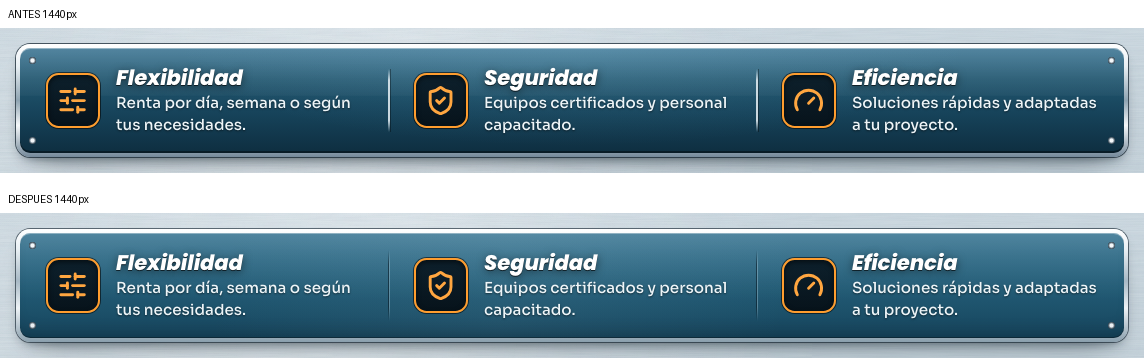 ANTES 1440px
Flexibilidad
Renta por día, semana o según
tus necesidades.
Seguridad
Equipos certificados y personal
capacitado.
Eficiencia
Soluciones rápidas y adaptadas
a tu proyecto.
DESPUES 1440px
Flexibilidad
Renta por día, semana o según
tus necesidades.
Seguridad
Equipos certificados y personal
capacitado.
Eficiencia
Soluciones rápidas y adaptadas
a tu proyecto.